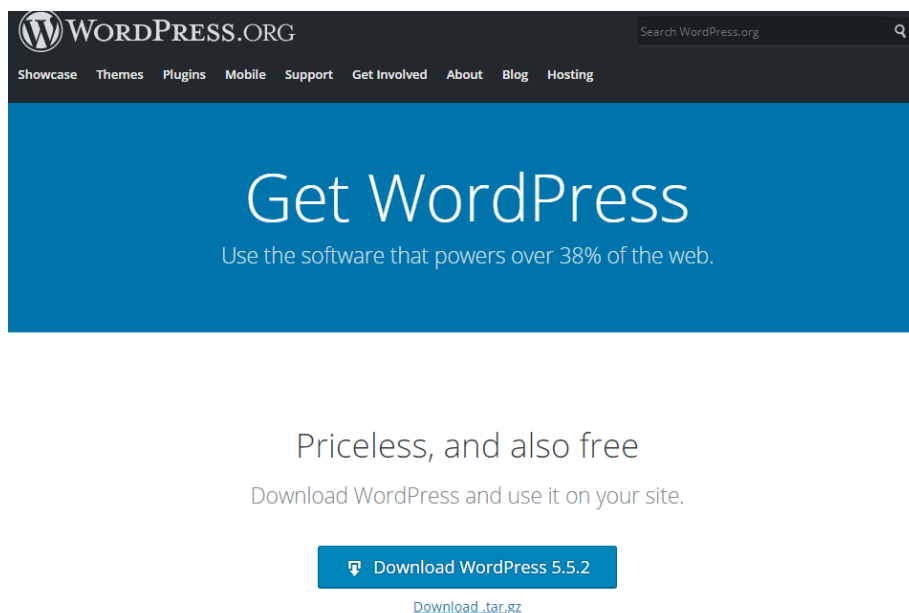 WORDPRESS.ORG
Search WordPress.org
Showcase Themes Plugins Mobile Support Get Involved About Blog Hosting
Get WordPress
Use the software that powers over 38% of the web.
Priceless, and also free
Download WordPress and use it on your site.
Download WordPress 5.5.2
Download .tar.gz